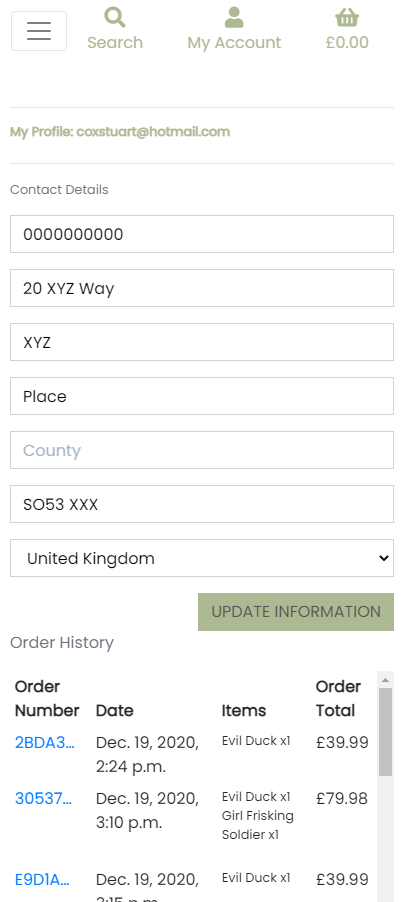 Search My Account £0.00
My Profile: coxstuart@hotmail.com
Contact Details
0000000000
20 XYZ Way
XYZ
Place
County
SO53 XXX
United Kingdom
UPDATE INFORMATION
Order History
Order Number Date Items Order Total
2BDA3... Dec. 19, 2020, 2:24 p.m. Evil Duck x1 £39.99
30537... Dec. 19, 2020, 3:10 p.m. Evil Duck x1 Girl Frisking Soldier x1 £79.98
E9D1A... Dec. 19, 2020, 3:15 p.m. Evil Duck x1 £39.99